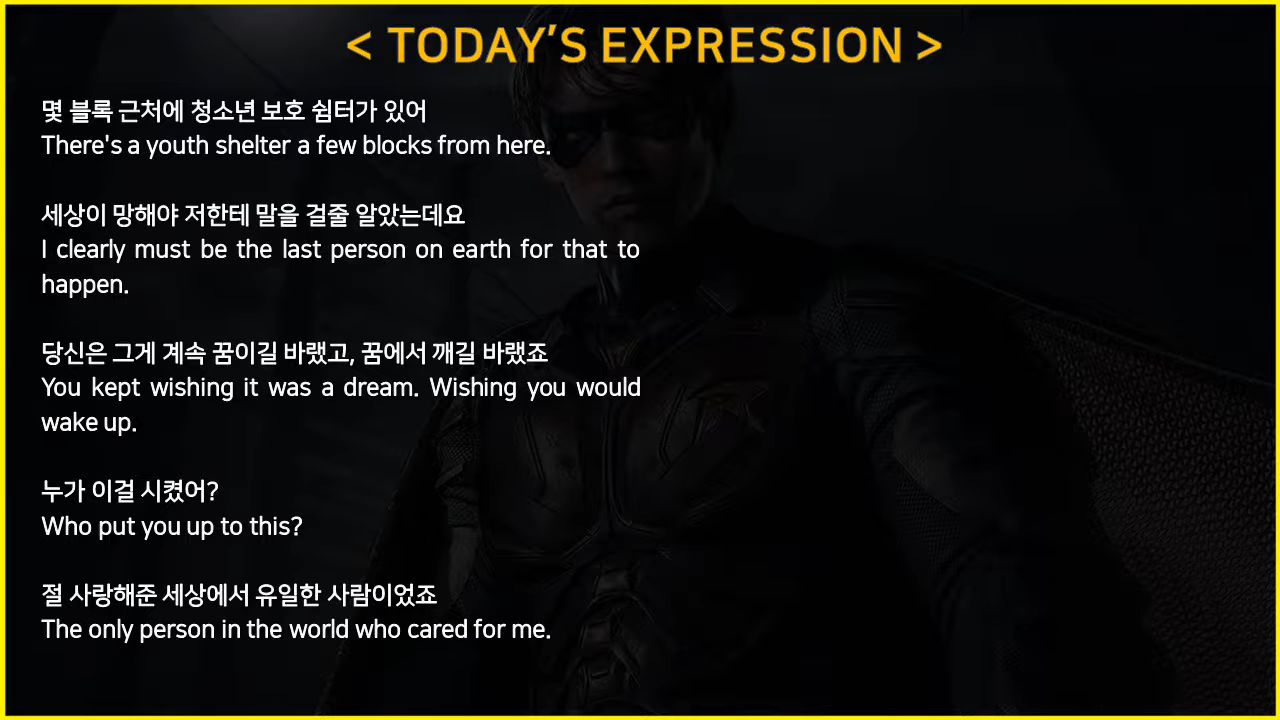 < TODAY’S EXPRESSION >
몇 블록 근처에 청소년 보호 쉼터가 있어
There's a youth shelter a few blocks from here.
세상이 망해야 저한테 말을 걸줄 알았는데요
I clearly must be the last person on earth for that to
happen.
당신은 그게 계속 꿈이길 바랬고, 꿈에서 깨길 바랬죠
You kept wishing it was a dream. Wishing you would
wake up.
누가 이걸 시켰어?
Who put you up to this?
절 사랑해준 세상에서 유일한 사람이었죠
The only person in the world who cared for me.